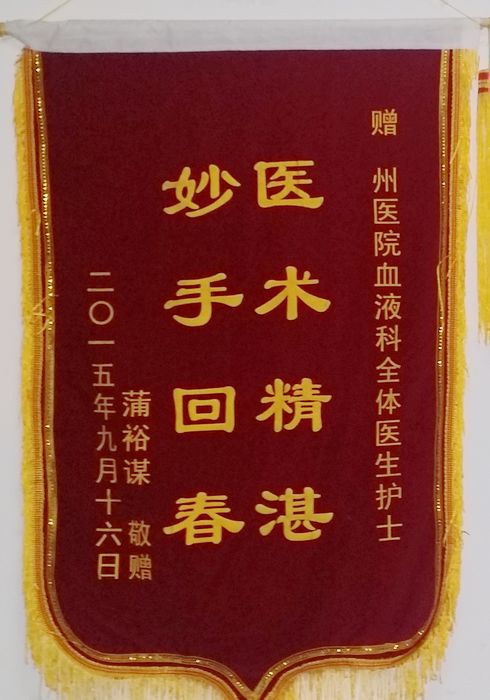 赠 州医院血液科全体医生护士
医术精湛
妙手回春
蒲裕谋 敬赠
二〇一五年九月十六日